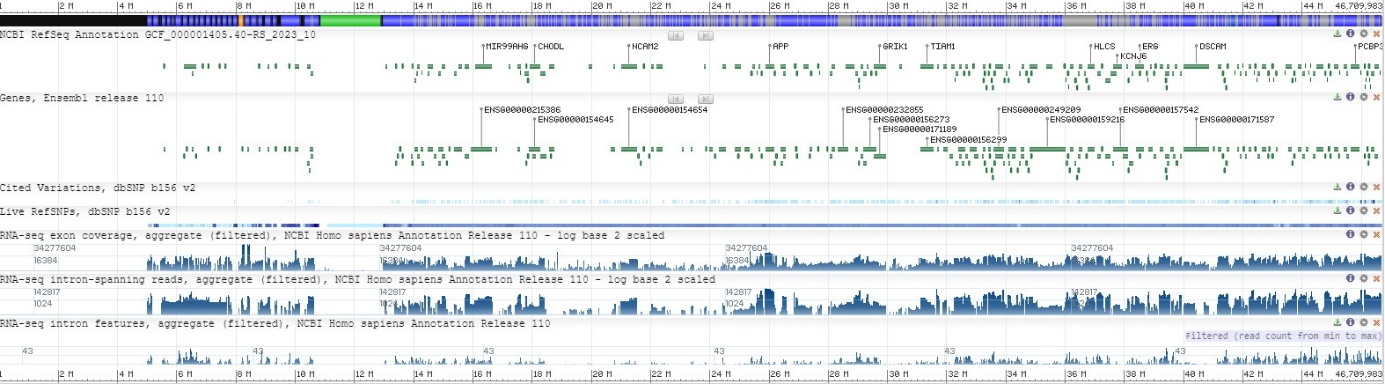 1 2 M 4 M 6 M 8 M 10 M 12 M 14 M 16 M 18 M 20 M 22 M 24 M 26 M 28 M 30 M 32 M 34 M 36 M 38 M 40 M 42 M 44 M 46,709,983
NCBI RefSeq Annotation GCF_000001405.40-RS_2023_10
MIR99AHG CHODL NCAM2 APP GRIK1 TIAM1 HLCS ERG DSCAM PCBP3
KCNJ6
Genes, Ensembl release 110
ENSG00000215386 ENSG00000154654 ENSG00000232855 ENSG00000249209 ENSG00000157542
ENSG00000154645 ENSG00000156273 ENSG00000159216 ENSG00000171587
ENSG00000171189
ENSG00000156299
Cited Variations, dbSNP b156 v2
Live RefSNPs, dbSNP b156 v2
RNA-seq exon coverage, aggregate (filtered), NCBI Homo sapiens Annotation Release 110 - log base 2 scaled
34277604 34277604 34277604 34277604
16384 16384 16384 16384
RNA-seq intron-spanning reads, aggregate (filtered), NCBI Homo sapiens Annotation Release 110 - log base 2 scaled
142817 142817 142817 142817
1024 1024 1024 1024
RNA-seq intron features, aggregate (filtered), NCBI Homo sapiens Annotation Release 110
Filtered (read count from min to max)
43 43 43 43 43 43
1 2 M 4 M 6 M 8 M 10 M 12 M 14 M 16 M 18 M 20 M 22 M 24 M 26 M 28 M 30 M 32 M 34 M 36 M 38 M 40 M 42 M 44 M 46,709,983